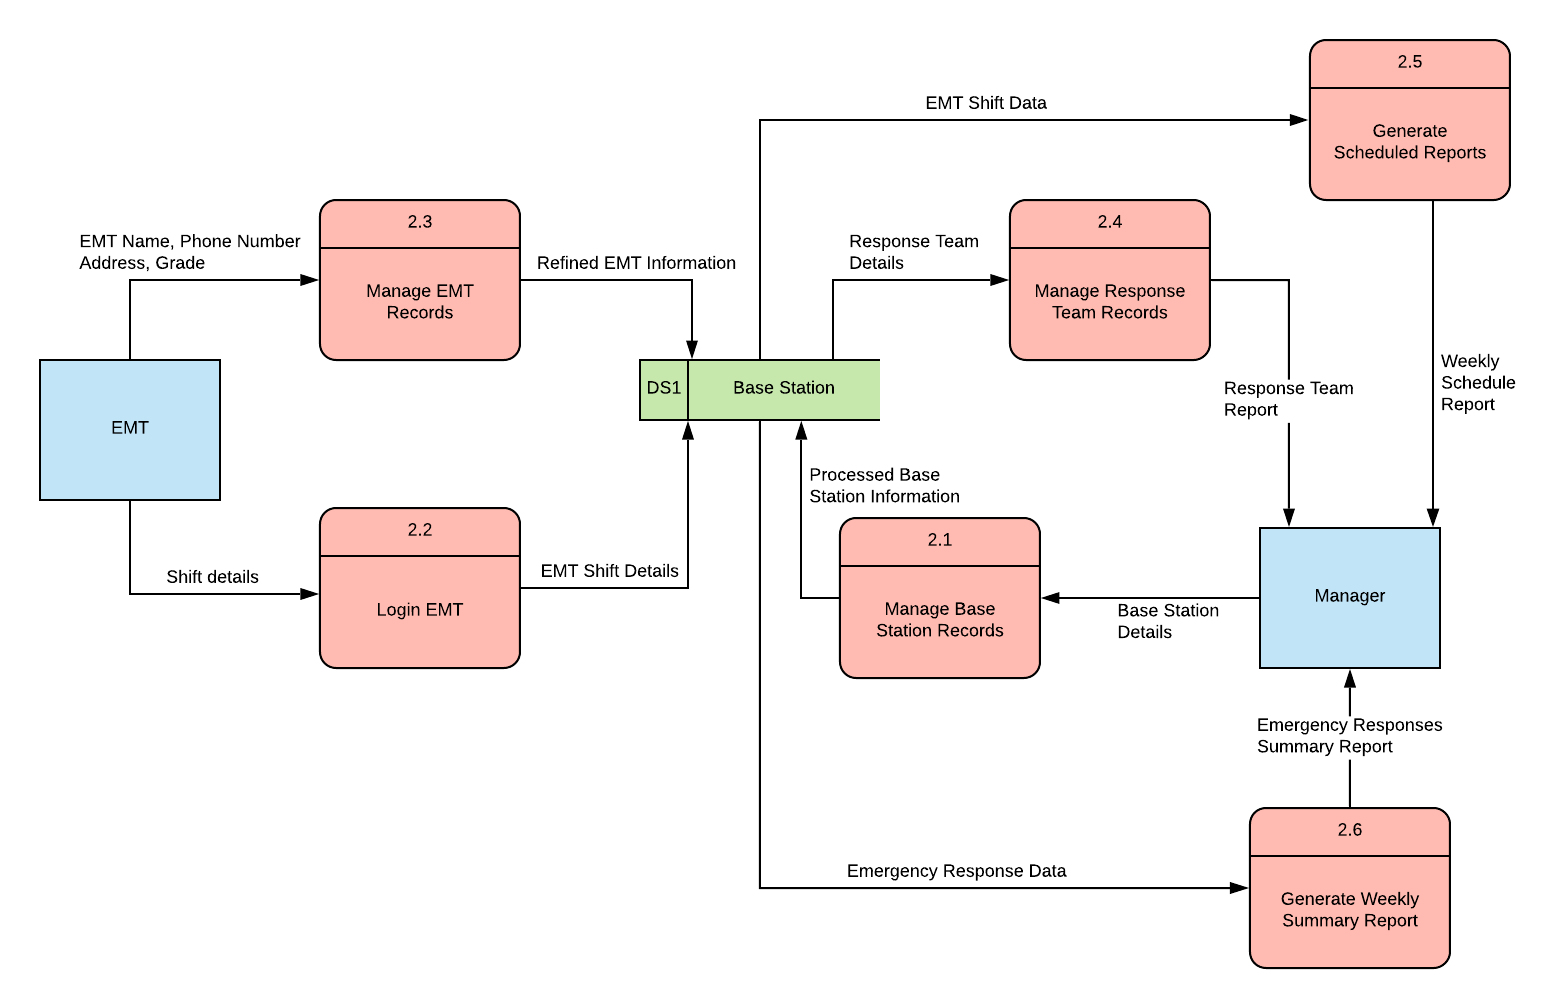 2.5
EMT Shift Data
Generate
Scheduled Reports
2.3
2.4
EMT Name, Phone Number
Address, Grade
Refined EMT Information
Response Team
Details
Manage EMT
Records
Manage Response
Team Records
Weekly
Schedule
Report
DS1
Base Station
Response Team
Report
EMT
Processed Base
Station Information
2.2
2.1
Shift details
EMT Shift Details
Login EMT
Manage Base
Station Records
Base Station
Details
Manager
Emergency Responses
Summary Report
2.6
Emergency Response Data
Generate Weekly
Summary Report